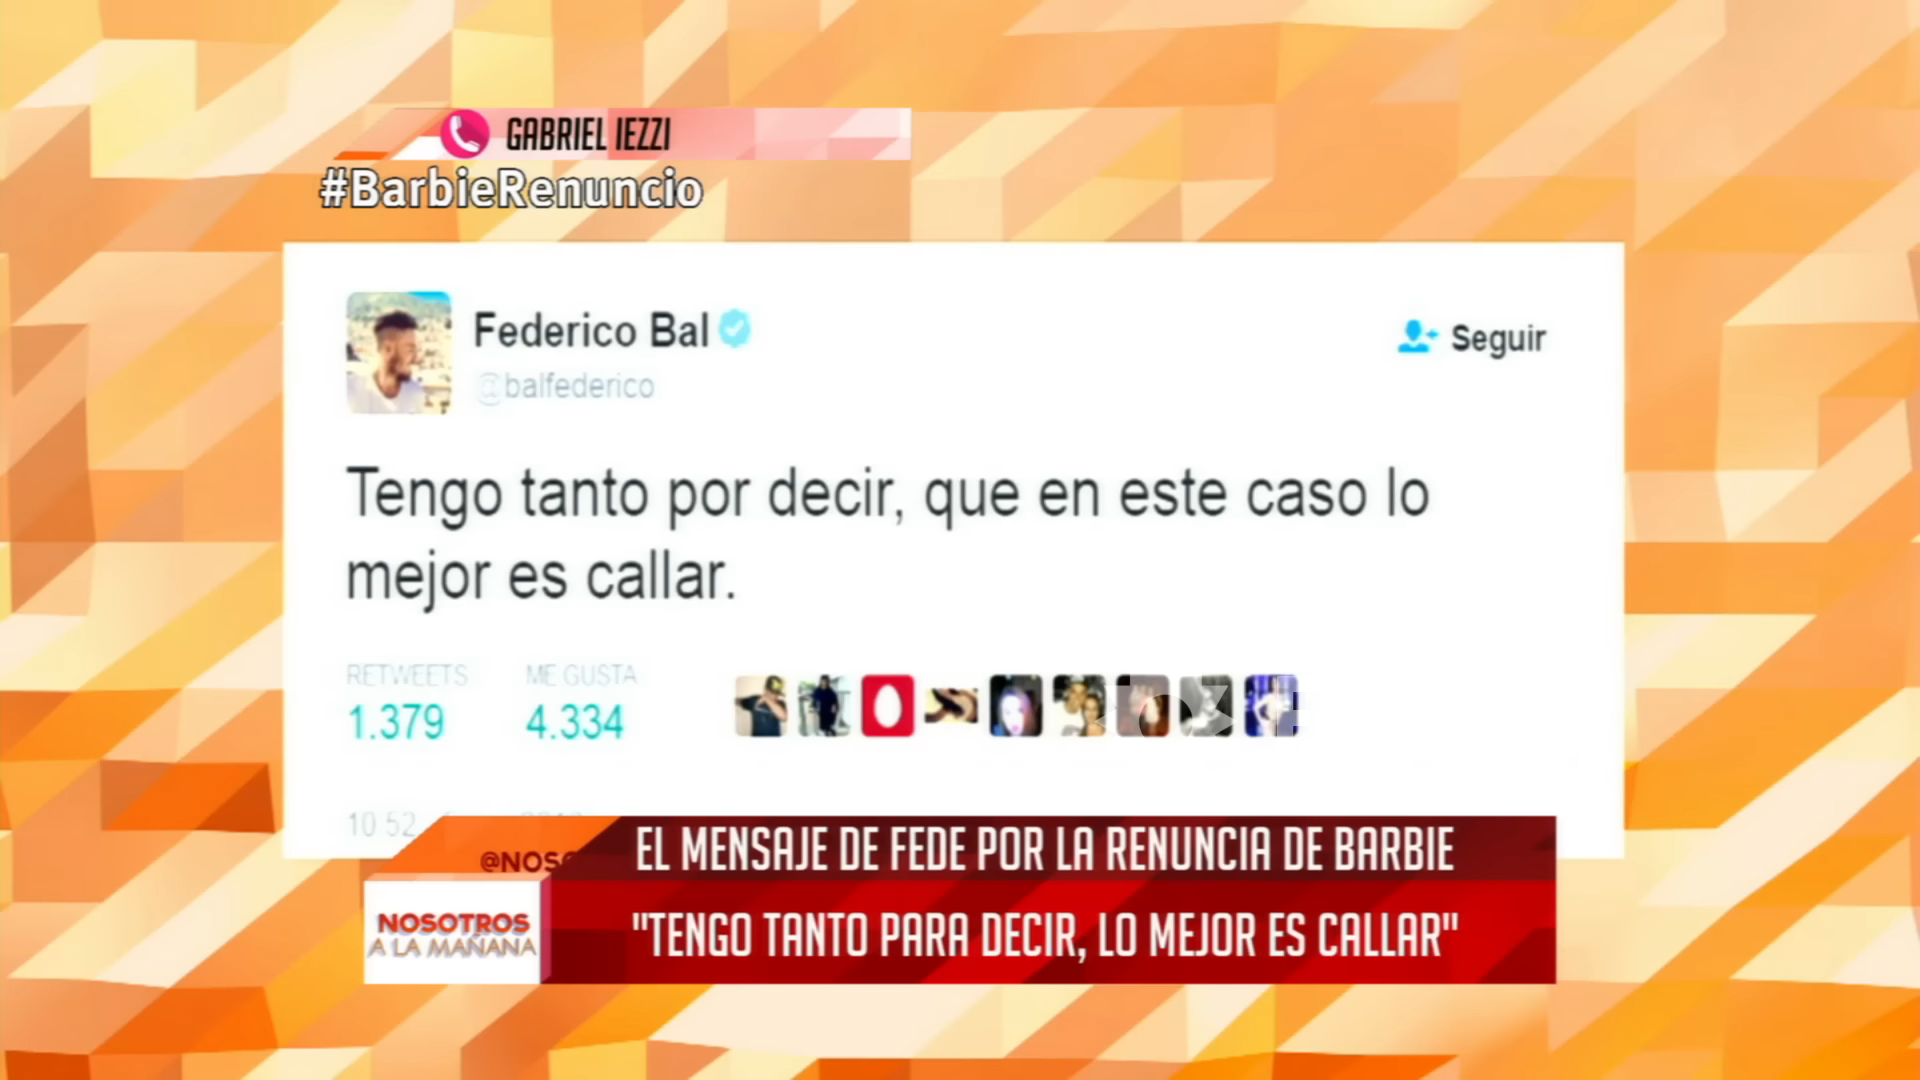 GABRIEL IEZZI
#BarbieRenuncio
Federico Bal
@balfederico
Seguir
Tengo tanto por decir, que en este caso lo
mejor es callar.
RETWEETS
ME GUSTA
1.379
4.334
10:52
@NOSO
EL MENSAJE DE FEDE POR LA RENUNCIA DE BARBIE
NOSOTROS
A LA MAÑANA
"TENGO TANTO PARA DECIR, LO MEJOR ES CALLAR"